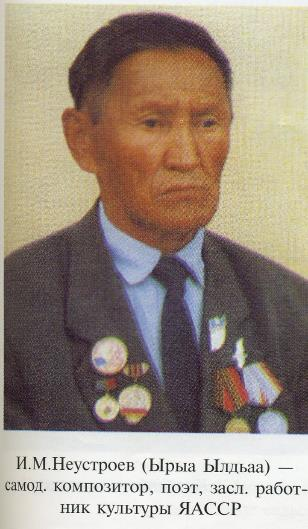 И.М.Неустроев (Ырыа Ылдьаа) —
самод. композитор, поэт, засл. работ-
ник культуры ЯАССР